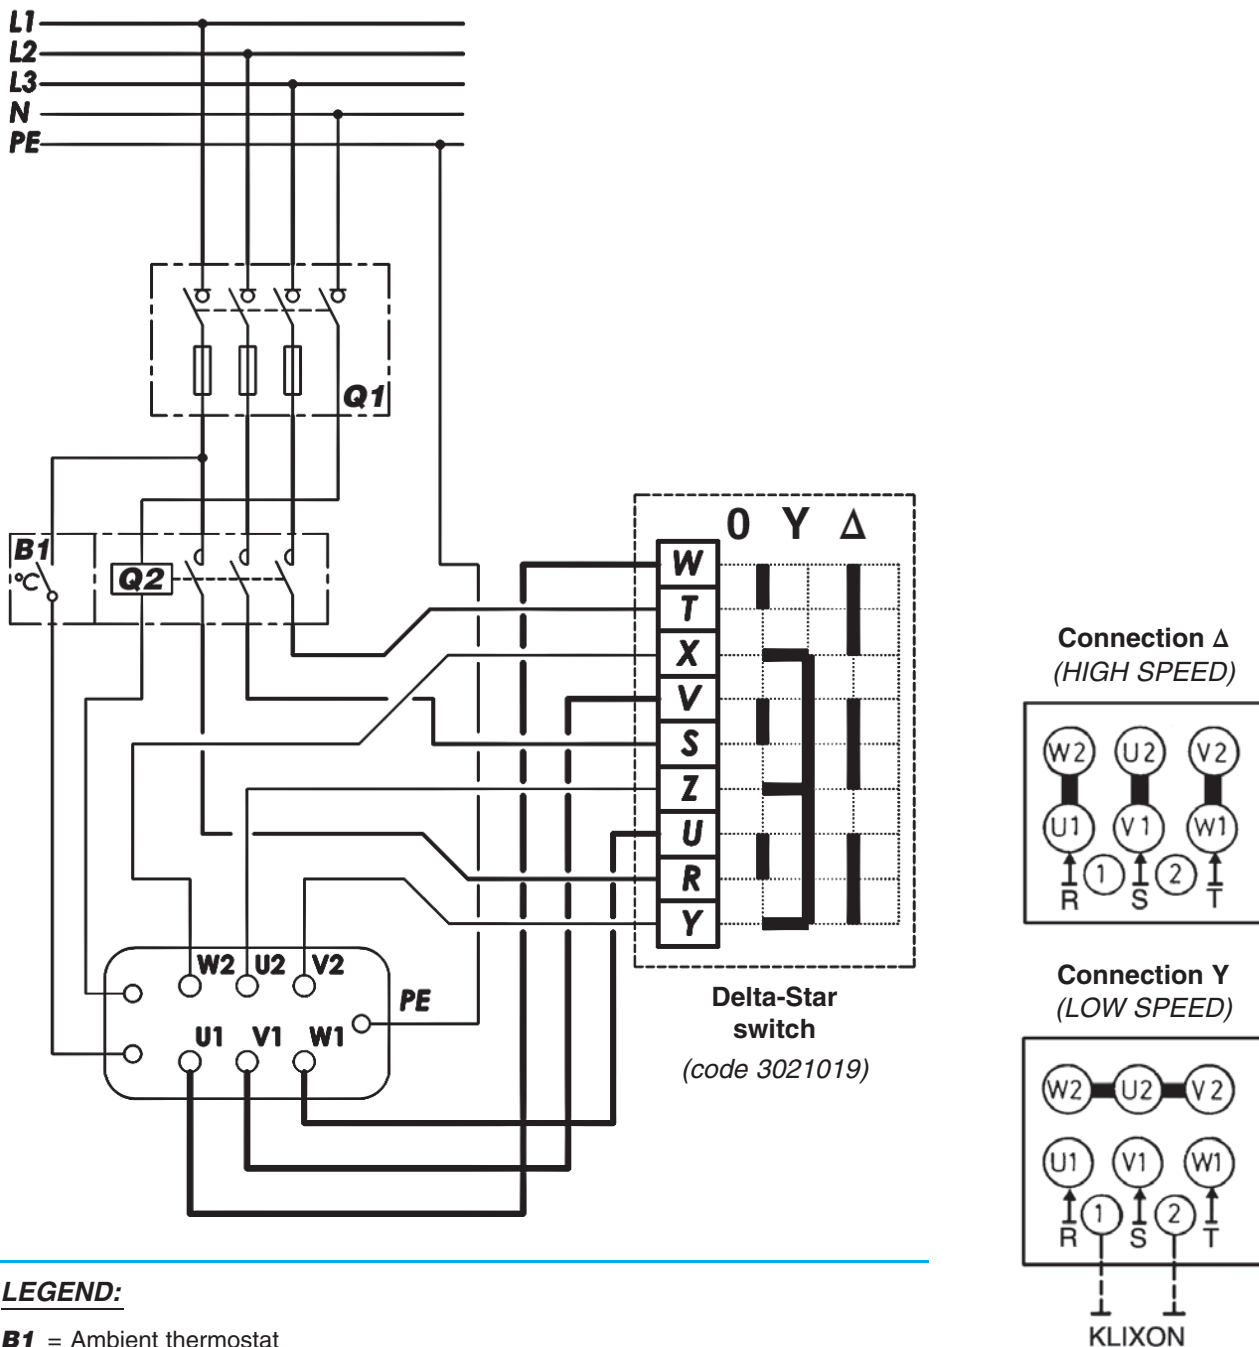 L1
L2
L3
N
PE
Q1
B1
°C
Q2
0 Y Δ
W
T
X
V
S
Z
U
R
Y
Delta-Star
switch
(code 3021019)
W2 U2 V2
PE
U1 V1 W1
Connection Δ
(HIGH SPEED)
W2 U2 V2
U1 V1 W1
1 2
R S T
Connection Y
(LOW SPEED)
W2 U2 V2
U1 V1 W1
1 2
R S T
KLIXON
LEGEND:
B1 = Ambient thermostat